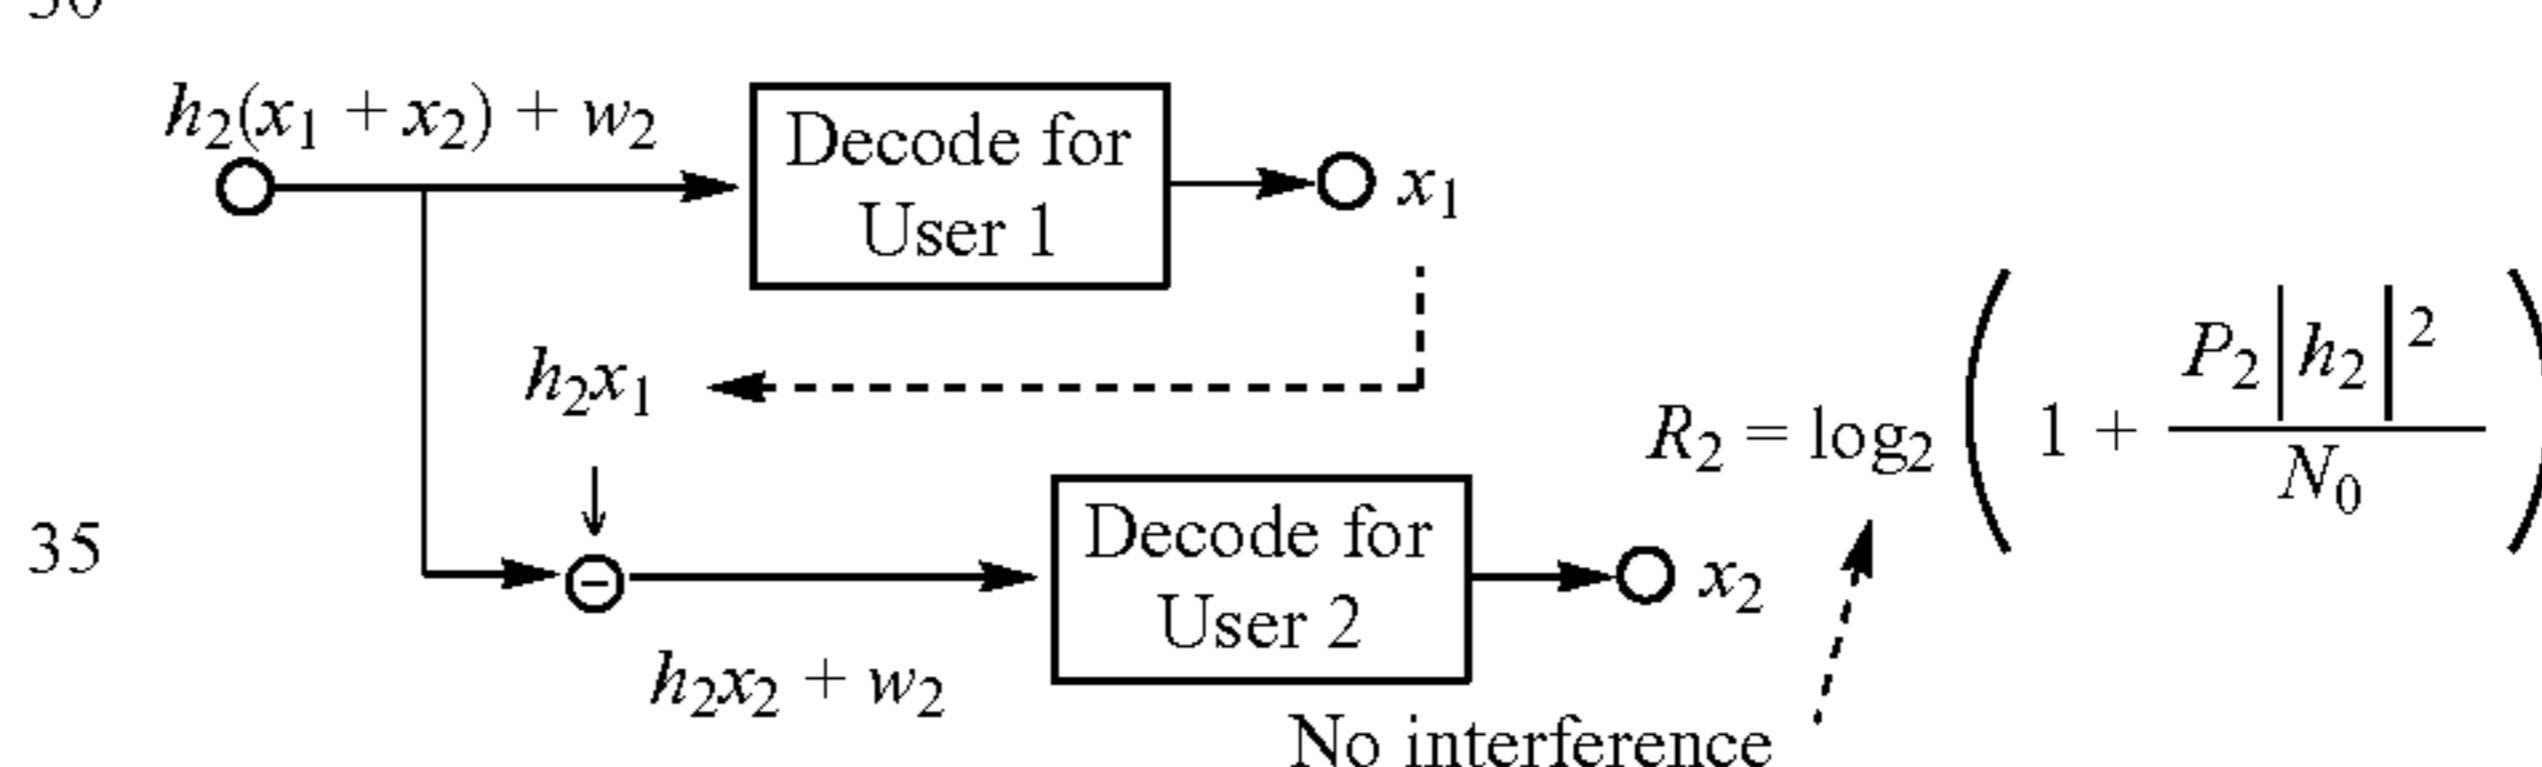 h₂(x₁ + x₂) + w₂
Decode for
User 1
x₁
h₂x₁
R₂ = log₂ ( 1 + P₂|h₂|² / N₀ )
35
Decode for
User 2
x₂
h₂x₂ + w₂
No interference